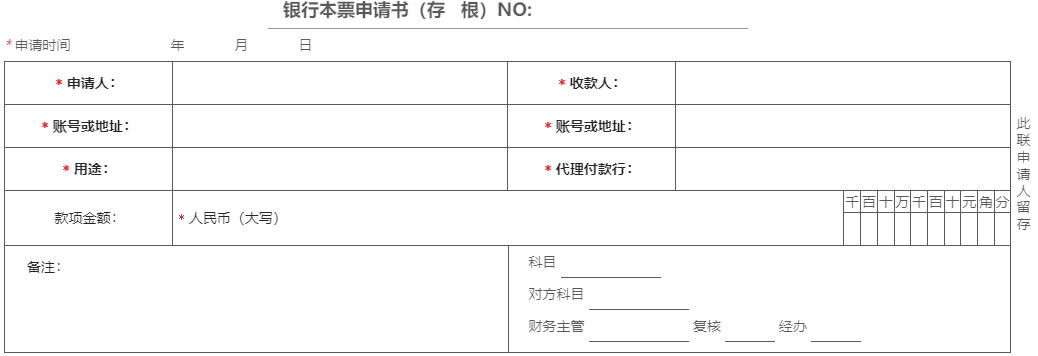 银行本票申请书（存 根）NO:
* 申请时间 年 月 日
* 申请人： * 收款人：
* 账号或地址： * 账号或地址：
* 用途： * 代理付款行：
款项金额： * 人民币（大写） 千 百 十 万 千 百 十 元 角 分
备注： 科目
对方科目
财务主管 复核 经办
此联申请人留存